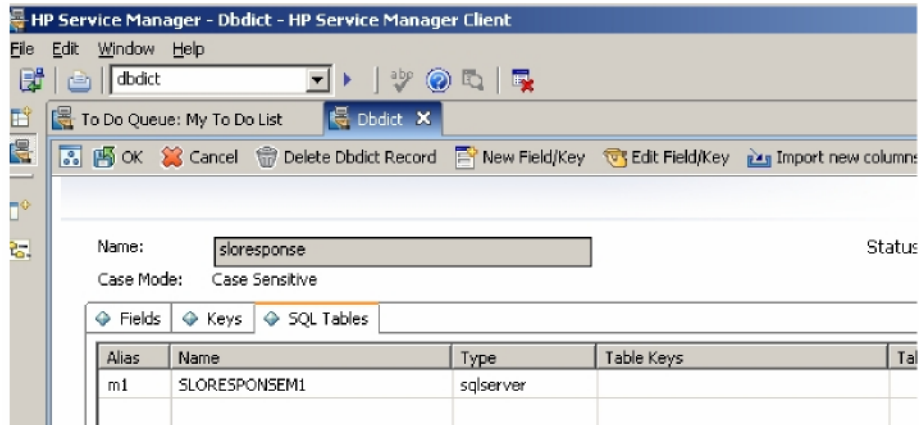 HP Service Manager - Dbdict - HP Service Manager Client
File Edit Window Help
dbdict abc
To Do Queue: My To Do List Dbdict
OK Cancel Delete Dbdict Record New Field/Key Edit Field/Key Import new columns
Name: sloresponse Status
Case Mode: Case Sensitive
Fields Keys SQL Tables
Alias Name Type Table Keys Tal
m1 SLORESPONSEM1 sqlserver